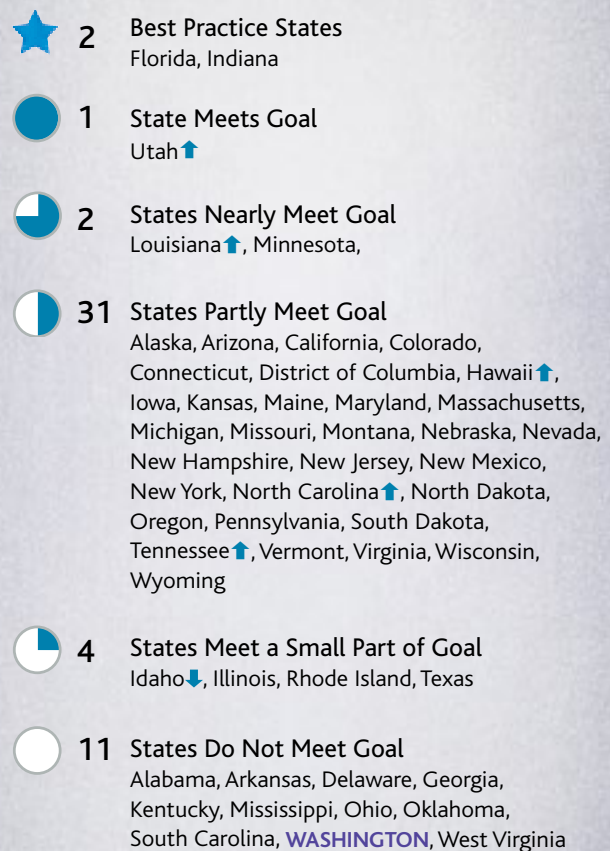 2 Best Practice States
Florida, Indiana
1 State Meets Goal
Utah⬆
2 States Nearly Meet Goal
Louisiana⬆, Minnesota,
31 States Partly Meet Goal
Alaska, Arizona, California, Colorado,
Connecticut, District of Columbia, Hawaii⬆,
Iowa, Kansas, Maine, Maryland, Massachusetts,
Michigan, Missouri, Montana, Nebraska, Nevada,
New Hampshire, New Jersey, New Mexico,
New York, North Carolina⬆, North Dakota,
Oregon, Pennsylvania, South Dakota,
Tennessee⬆, Vermont, Virginia, Wisconsin,
Wyoming
4 States Meet a Small Part of Goal
Idaho⬇, Illinois, Rhode Island, Texas
11 States Do Not Meet Goal
Alabama, Arkansas, Delaware, Georgia,
Kentucky, Mississippi, Ohio, Oklahoma,
South Carolina, WASHINGTON, West Virginia